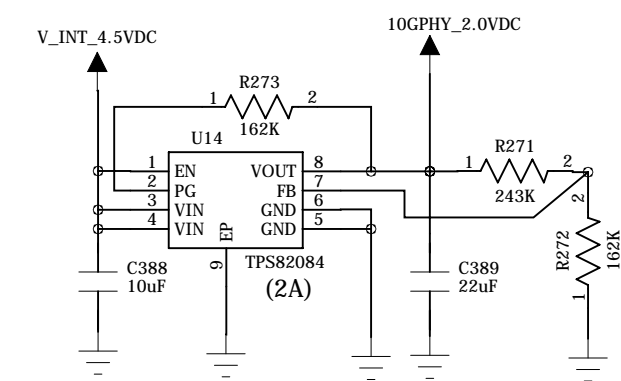 10GPHY_2.0VDC
V_INT_4.5VDC
R273
1 2
162K
U14
R271
1 EN VOUT 8 1 2
2 PG FB 7 243K
3 VIN GND 6 2
4 VIN GND 5
EP
9
TPS82084
(2A)
C388
10uF
C389
22uF
R272
162K
1